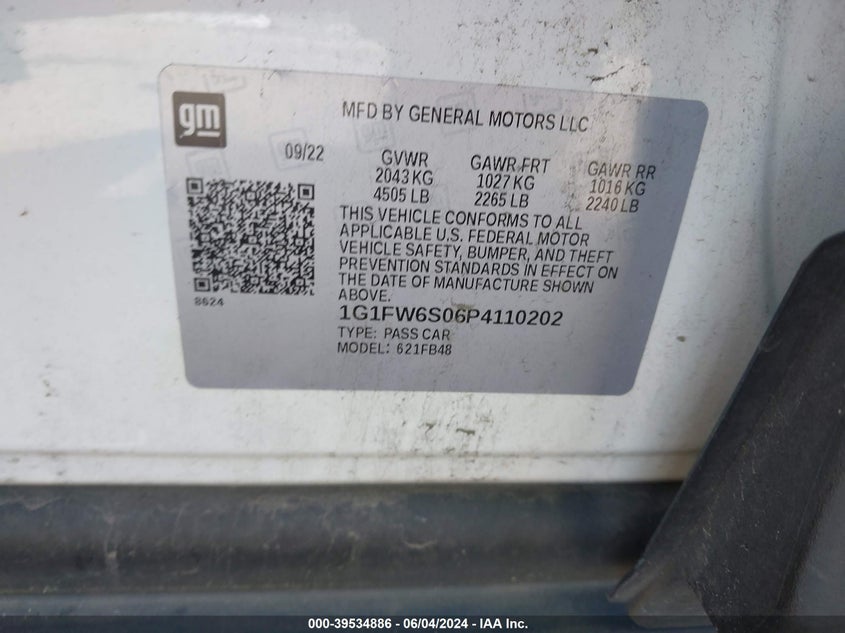 gm
MFD BY GENERAL MOTORS LLC
09/22
GVWR
2043 KG
4505 LB
GAWR FRT
1027 KG
2265 LB
GAWR RR
1016 KG
2240 LB
THIS VEHICLE CONFORMS TO ALL
APPLICABLE U.S. FEDERAL MOTOR
VEHICLE SAFETY, BUMPER, AND THEFT
PREVENTION STANDARDS IN EFFECT ON
THE DATE OF MANUFACTURE SHOWN
ABOVE.
8624
1G1FW6S06P4110202
TYPE: PASS CAR
MODEL: 621FB48
000-39534886 - 06/04/2024 - IAA Inc.